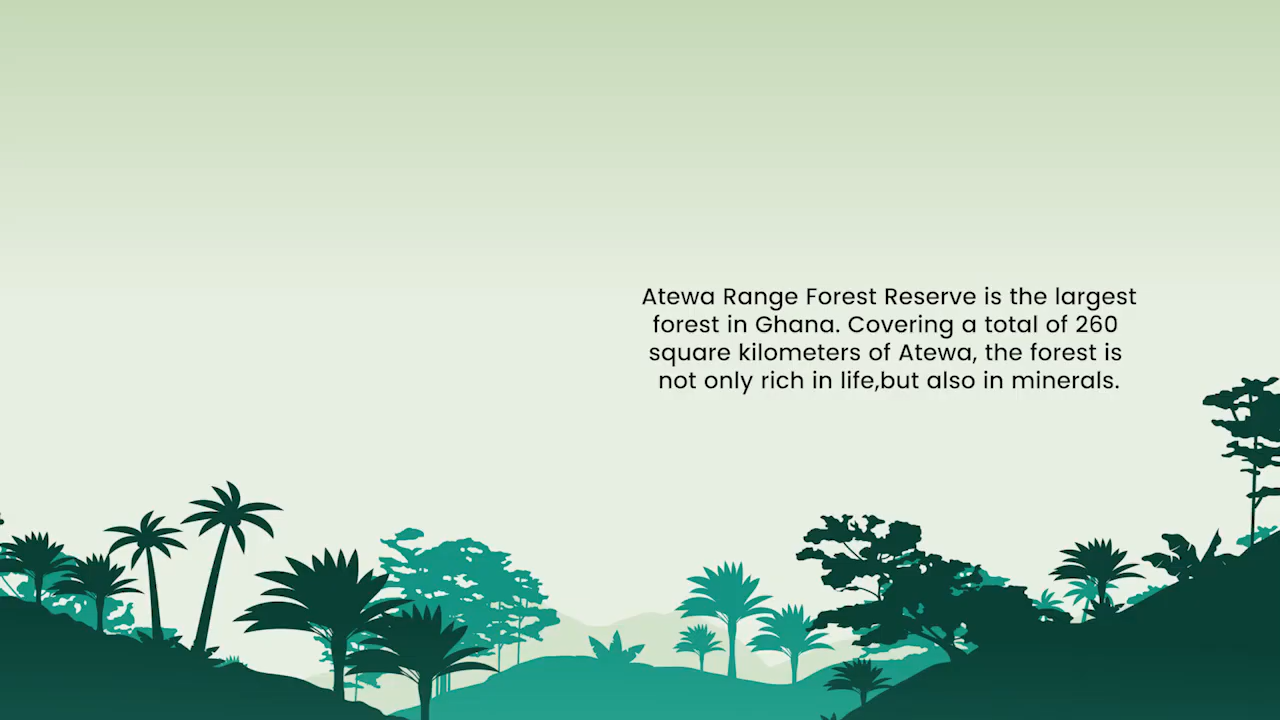 Atewa Range Forest Reserve is the largest
forest in Ghana. Covering a total of 260
square kilometers of Atewa, the forest is
not only rich in life,but also in minerals.